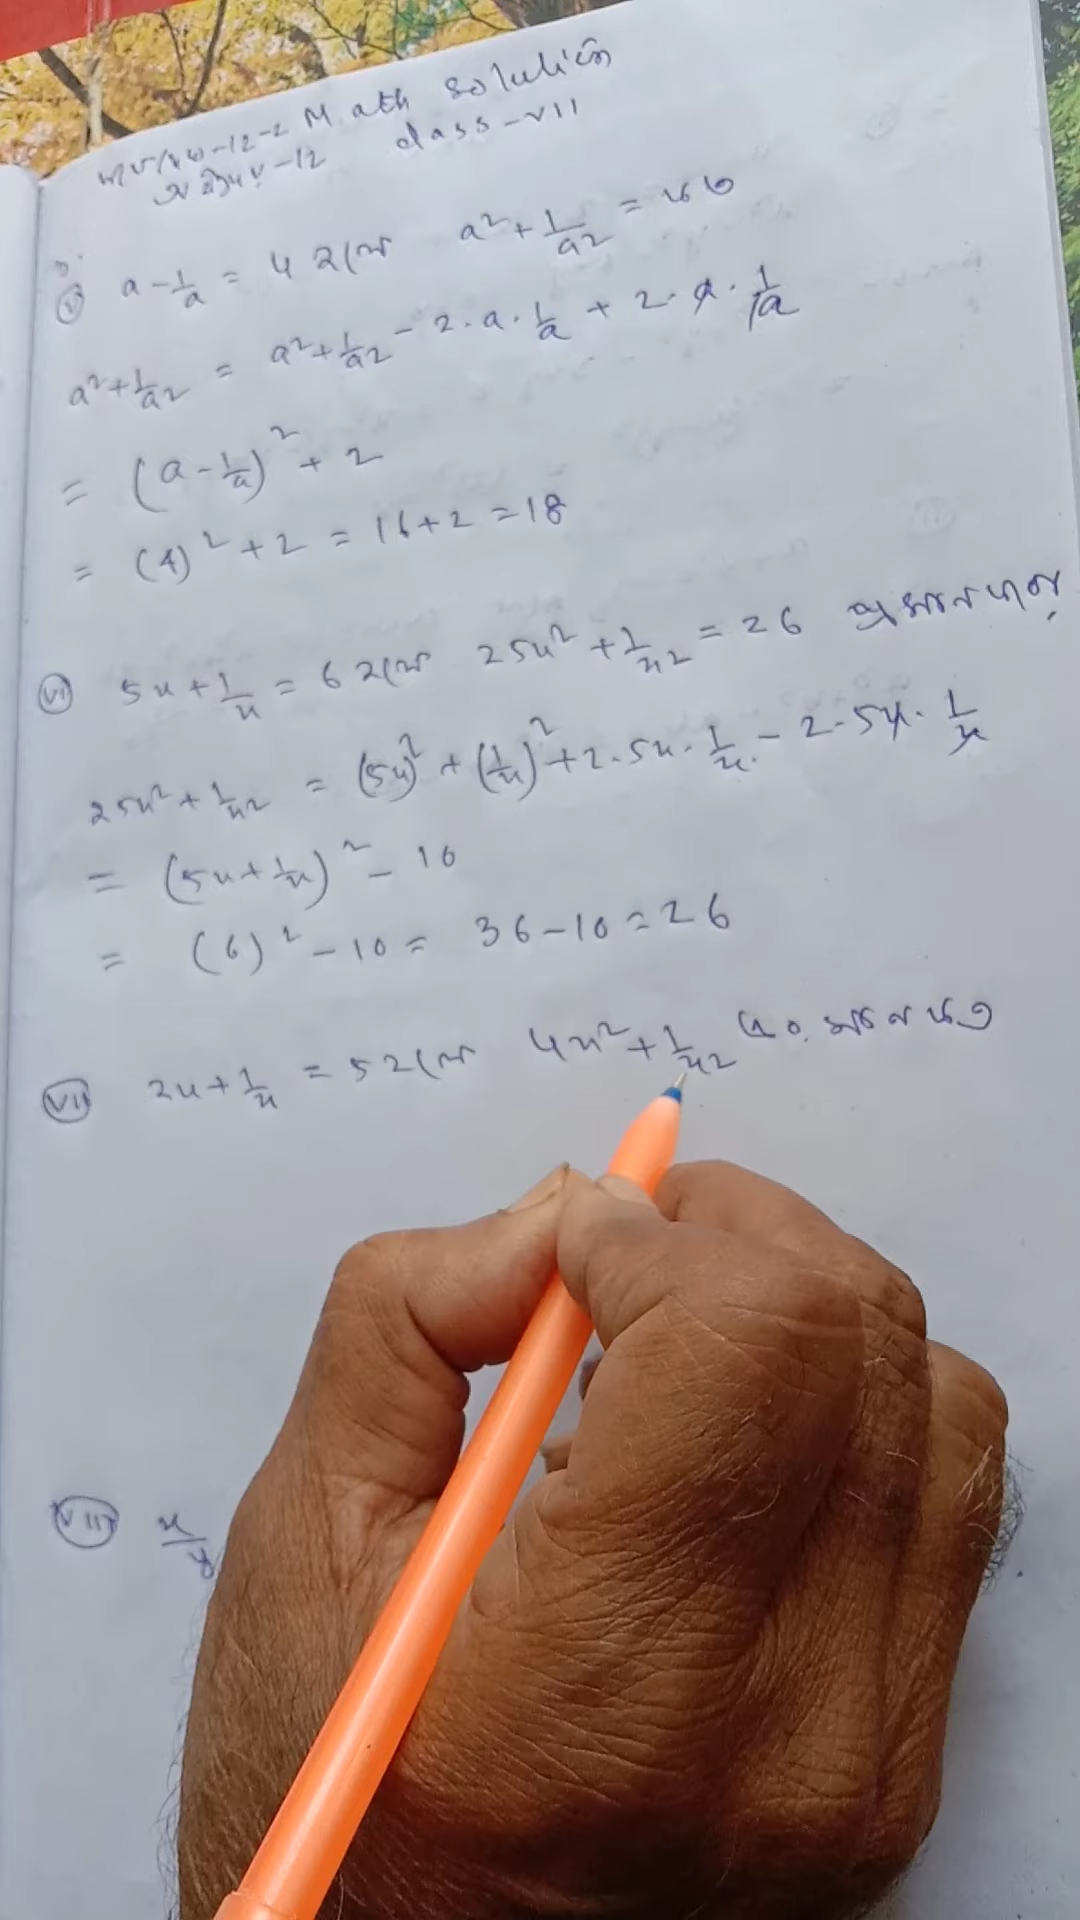 Math solution
class - VII
a - 1/a = 4 হলে a² + 1/a² =
a² + 1/a² = a² + 1/a² - 2·a·1/a + 2·a·1/a
= (a - 1/a)² + 2
= (4)² + 2 = 16 + 2 = 18
(VI) 5x + 1/x = 6 হলে 25x² + 1/x² = 26 প্রমাণ কর
25x² + 1/x² = (5x)² + (1/x)² + 2·5x·1/x - 2·5x·1/x
= (5x + 1/x)² - 10
= (6)² - 10 = 36 - 10 = 26
(VII) 2x + 1/x = 5 হলে 4x² + 1/x² এর মান কত
(VIII) x/y